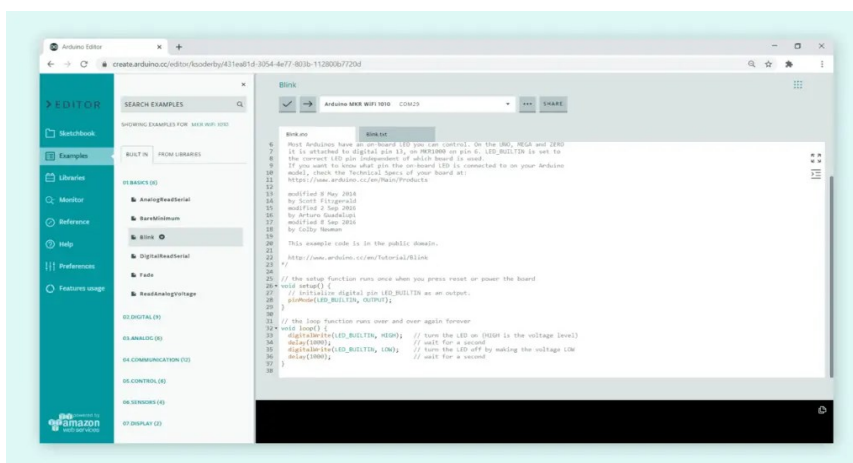 Arduino Editor
create.arduino.cc/editor/ksoderby/431ea81d-3054-4e77-803b-112800b7720d
EDITOR
Sketchbook
Examples
Libraries
Monitor
Reference
Help
Preferences
Features usage
powered by
amazon
web services
SEARCH EXAMPLES
SHOWING EXAMPLES FOR MKR WIFI 1010
BUILT IN FROM LIBRARIES
01.BASICS (6)
AnalogReadSerial
BareMinimum
Blink
DigitalReadSerial
Fade
ReadAnalogVoltage
02.DIGITAL (9)
03.ANALOG (6)
04.COMMUNICATION (12)
05.CONTROL (6)
06.SENSORS (4)
07.DISPLAY (2)
Blink
Arduino MKR WiFi 1010 COM29
SHARE
Blink.ino Blink.txt
6 Most Arduinos have an on-board LED you can control. On the UNO, MEGA and ZERO
7 it is attached to digital pin 13, on MKR1000 on pin 6. LED_BUILTIN is set to
8 the correct LED pin independent of which board is used.
9 If you want to know what pin the on-board LED is connected to on your Arduino
10 model, check the Technical Specs of your board at:
11 https://www.arduino.cc/en/Main/Products
12
13 modified 8 May 2014
14 by Scott Fitzgerald
15 modified 2 Sep 2016
16 by Arturo Guadalupi
17 modified 8 Sep 2016
18 by Colby Newman
19
20 This example code is in the public domain.
21
22 http://www.arduino.cc/en/Tutorial/Blink
23 */
24
25 // the setup function runs once when you press reset or power the board
26 void setup() {
27 // initialize digital pin LED_BUILTIN as an output.
28 pinMode(LED_BUILTIN, OUTPUT);
29 }
30
31 // the loop function runs over and over again forever
32 void loop() {
33 digitalWrite(LED_BUILTIN, HIGH); // turn the LED on (HIGH is the voltage level)
34 delay(1000); // wait for a second
35 digitalWrite(LED_BUILTIN, LOW); // turn the LED off by making the voltage LOW
36 delay(1000); // wait for a second
37 }
38